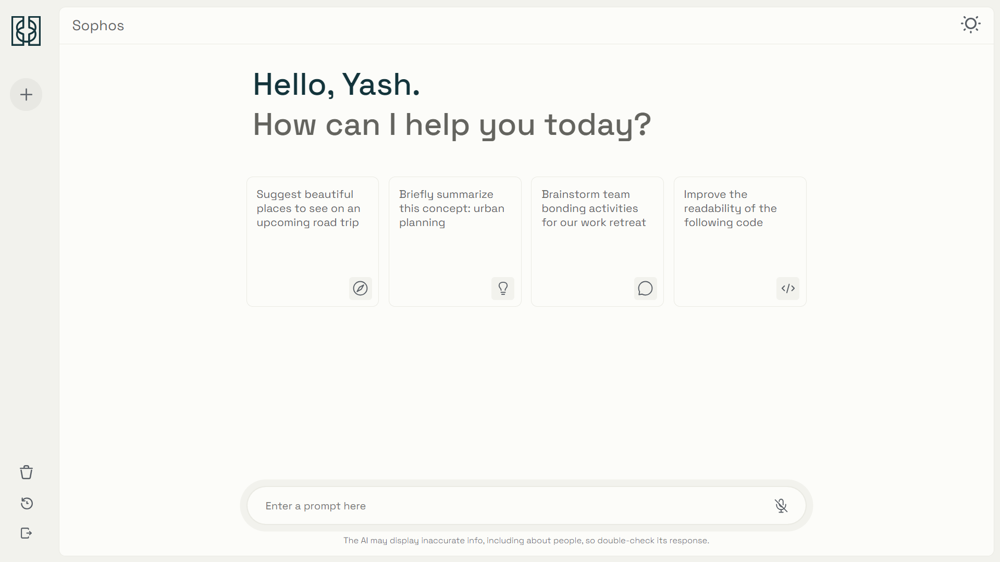 Sophos
Hello, Yash.
How can I help you today?
Suggest beautiful
places to see on an
upcoming road trip
Briefly summarize
this concept: urban
planning
Brainstorm team
bonding activities
for our work retreat
Improve the
readability of the
following code
Enter a prompt here
The AI may display inaccurate info, including about people, so double-check its response.